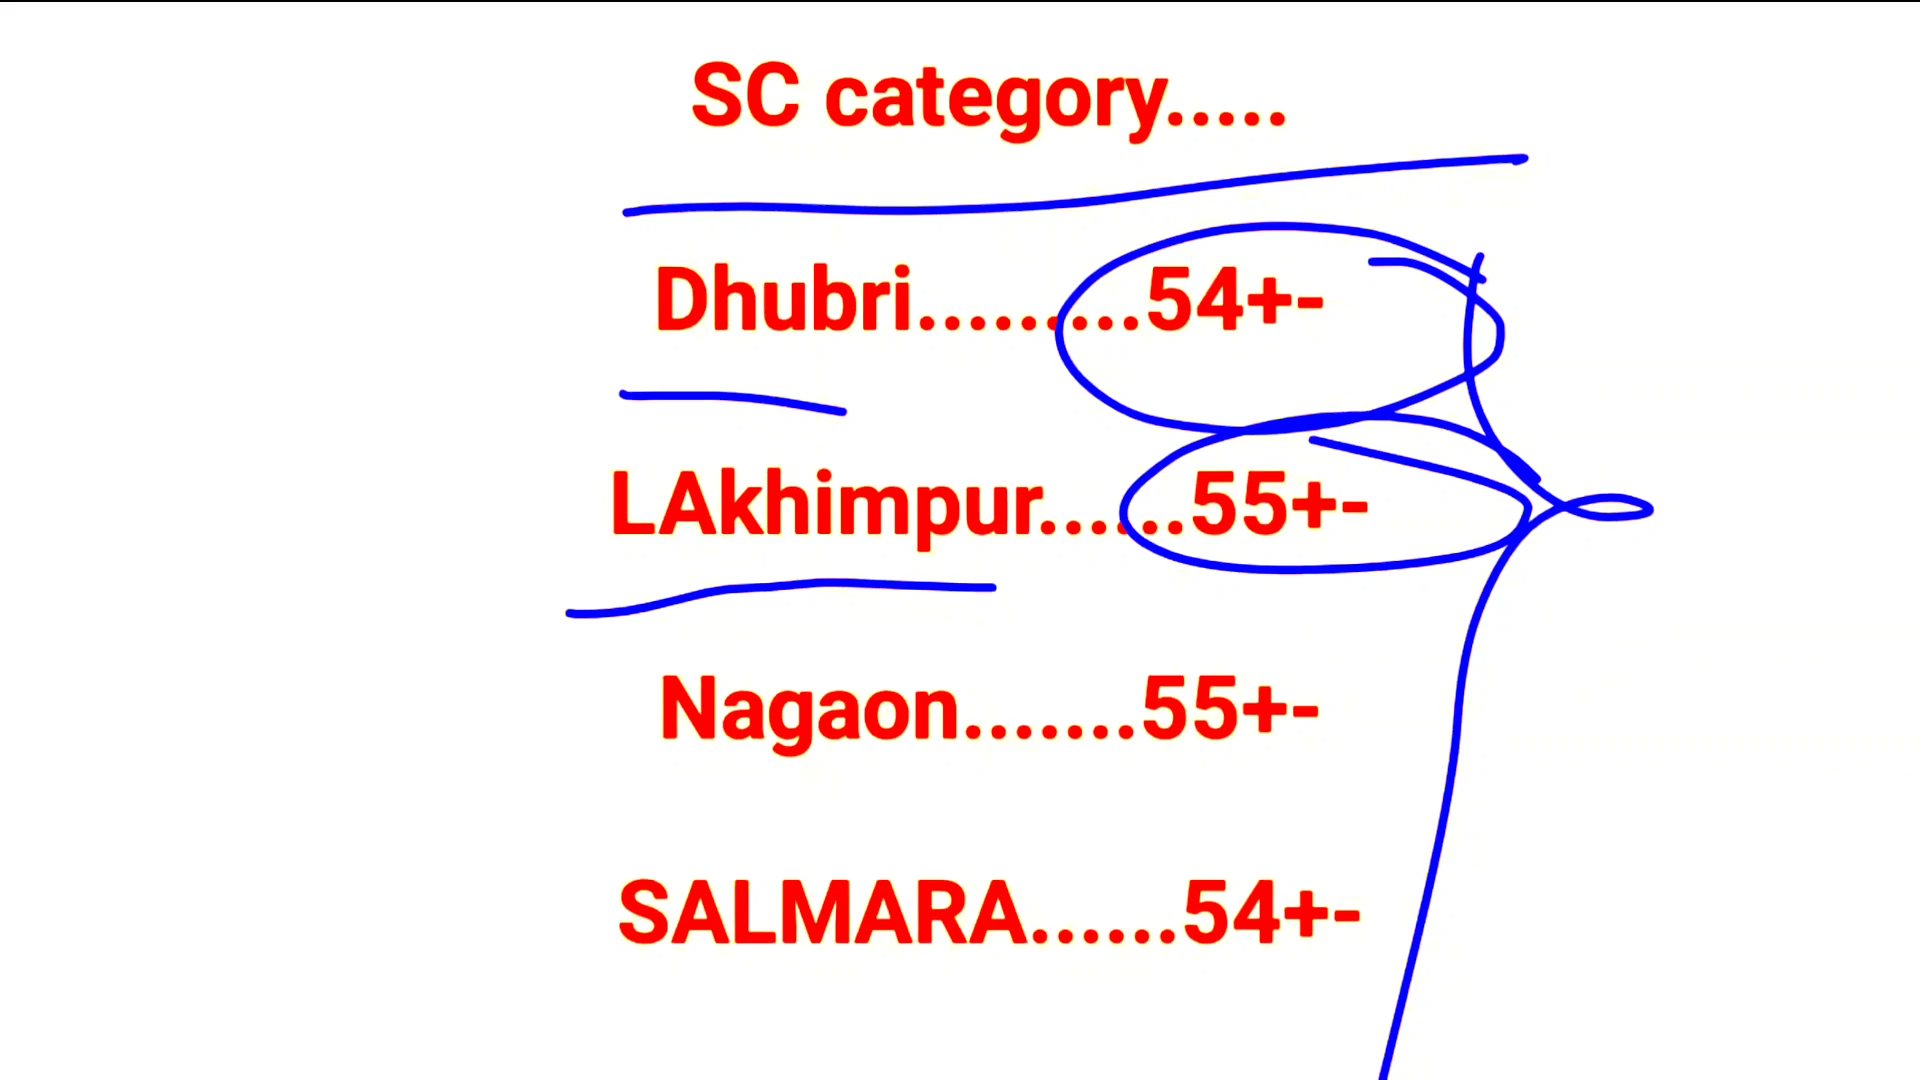 SC category.....
Dhubri.........54+-
LAkhimpur......55+-
Nagaon.......55+-
SALMARA......54+-